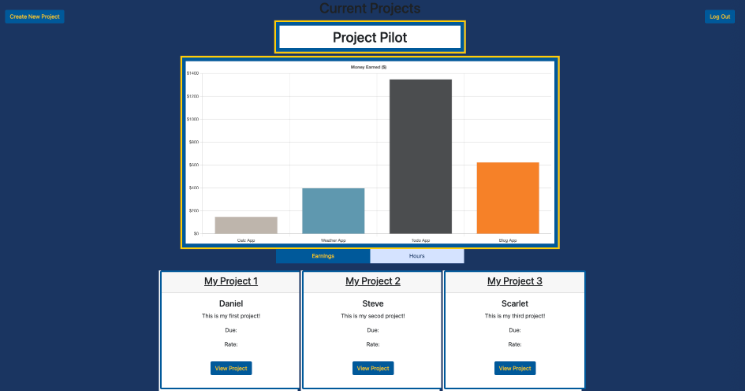 Current Projects
Create New Project
Log Out
Project Pilot
Money Earned ($)
$1400
$1200
$1000
$800
$600
$400
$200
$0
Calc App
Weather App
Todo App
Blog App
Earnings
Hours
My Project 1
My Project 2
My Project 3
Daniel
Steve
Scarlet
This is my first project!
This is my second project!
This is my third project!
Due:
Due:
Due:
Rate:
Rate:
Rate:
View Project
View Project
View Project